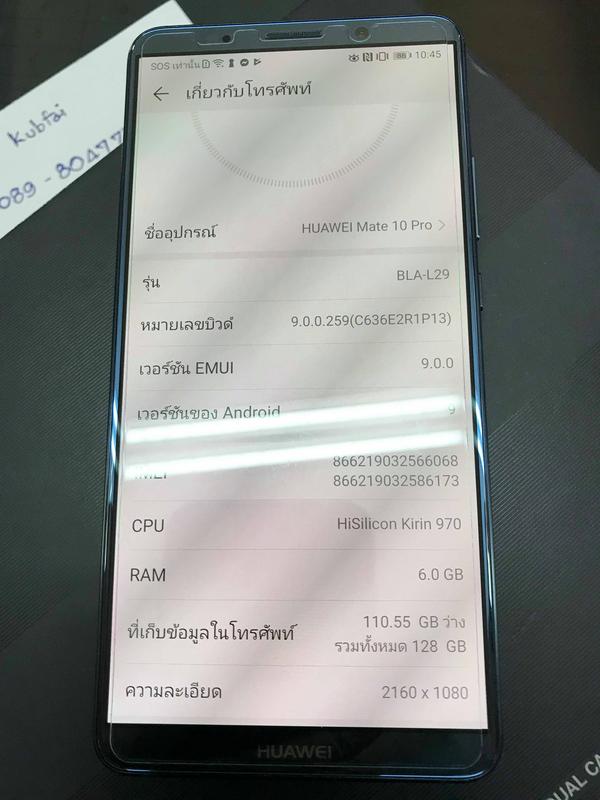 Kubfai
089 - 80477
SOS เท่านั้น
86 10:45
← เกี่ยวกับโทรศัพท์
ชื่ออุปกรณ์ HUAWEI Mate 10 Pro >
รุ่น BLA-L29
หมายเลขบิวด์ 9.0.0.259(C636E2R1P13)
เวอร์ชัน EMUI 9.0.0
เวอร์ชันของ Android 9
IMEI 866219032566068
866219032586173
CPU HiSilicon Kirin 970
RAM 6.0 GB
ที่เก็บข้อมูลในโทรศัพท์ 110.55 GB ว่าง
รวมทั้งหมด 128 GB
ความละเอียด 2160 x 1080
HUAWEI
DUAL CA